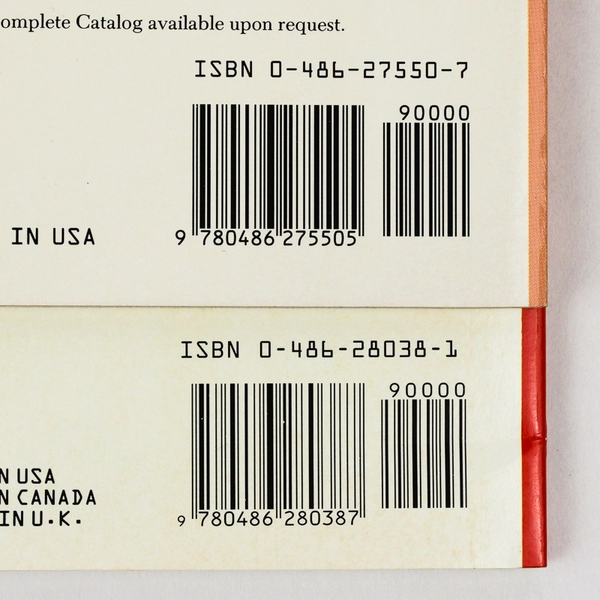 omplete Catalog available upon request.
ISBN 0-486-27550-7
90000
IN USA
9 780486 275505
ISBN 0-486-28038-1
90000
N USA
N CANADA
IN U.K.
9 780486 280387